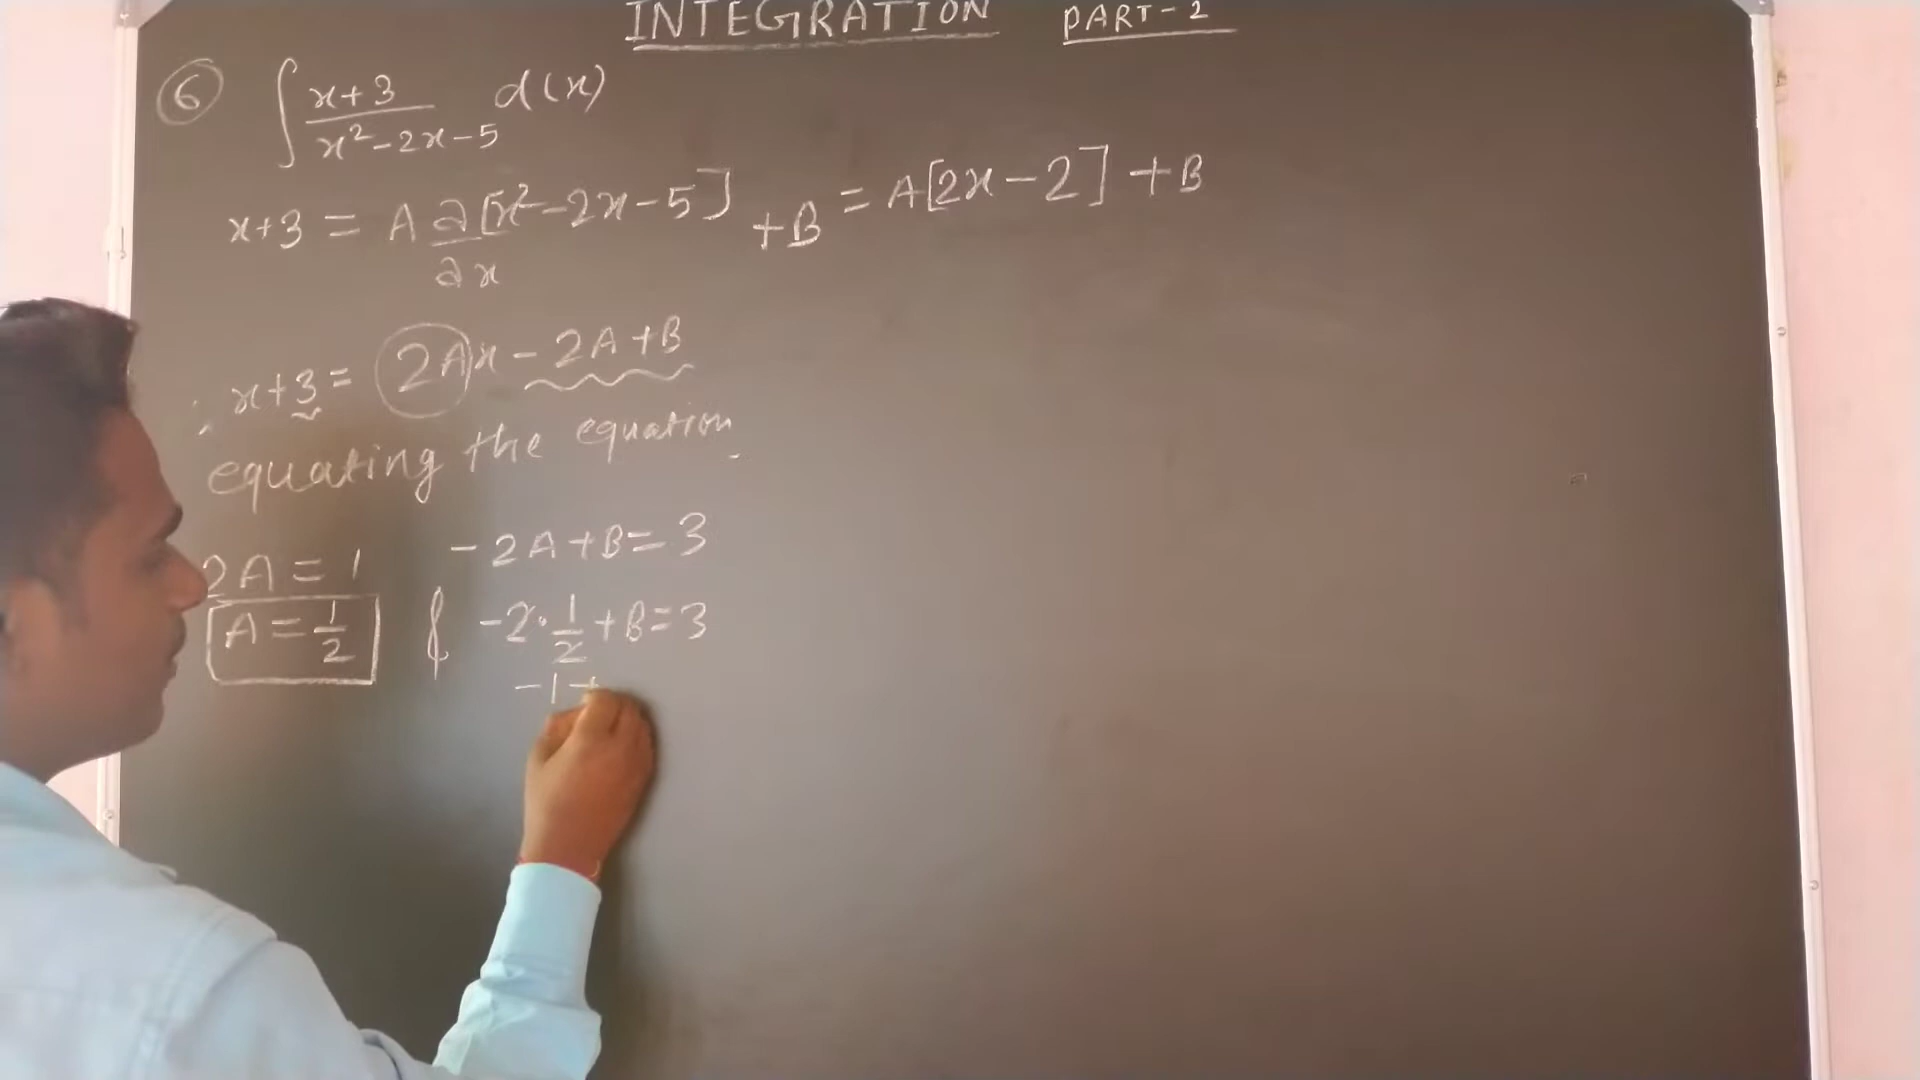 INTEGRATION PART-2
6 ∫ x+3 / x²-2x-5 d(x)
x+3 = A ∂/∂x [x²-2x-5] +B = A[2x-2] +B
∴ x+3 = 2Ax - 2A+B
equating the equation
2A = 1 -2A+B = 3
A = 1/2 & -2·1/2 +B=3
-1+